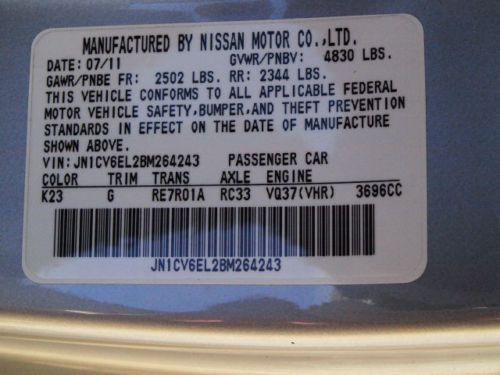 MANUFACTURED BY NISSAN MOTOR CO.,LTD.
DATE: 07/11 GVWR/PNBV: 4830 LBS.
GAWR/PNBE FR: 2502 LBS. RR: 2344 LBS.
THIS VEHICLE CONFORMS TO ALL APPLICABLE FEDERAL
MOTOR VEHICLE SAFETY,BUMPER,AND THEFT PREVENTION
STANDARDS IN EFFECT ON THE DATE OF MANUFACTURE
SHOWN ABOVE.
VIN: JN1CV6EL2BM264243 PASSENGER CAR
COLOR TRIM TRANS AXLE ENGINE
K23 G RE7R01A RC33 VQ37(VHR) 3696CC
JN1CV6EL2BM264243